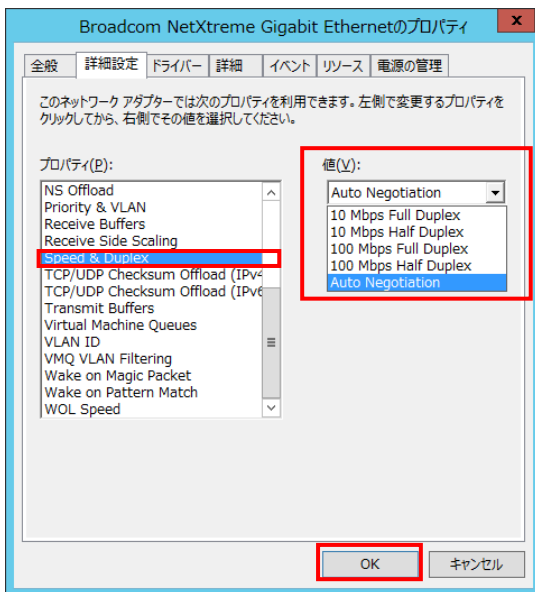 Broadcom NetXtreme Gigabit Ethernetのプロパティ
x
全般 詳細設定 ドライバー 詳細 イベント リソース 電源の管理
このネットワーク アダプターでは次のプロパティを利用できます。左側で変更するプロパティを
クリックしてから、右側でその値を選択してください。
プロパティ(P):
NS Offload
Priority & VLAN
Receive Buffers
Receive Side Scaling
Speed & Duplex
TCP/UDP Checksum Offload (IPv4
TCP/UDP Checksum Offload (IPv6
Transmit Buffers
Virtual Machine Queues
VLAN ID
VMQ VLAN Filtering
Wake on Magic Packet
Wake on Pattern Match
WOL Speed
値(V):
Auto Negotiation
10 Mbps Full Duplex
10 Mbps Half Duplex
100 Mbps Full Duplex
100 Mbps Half Duplex
Auto Negotiation
OK キャンセル